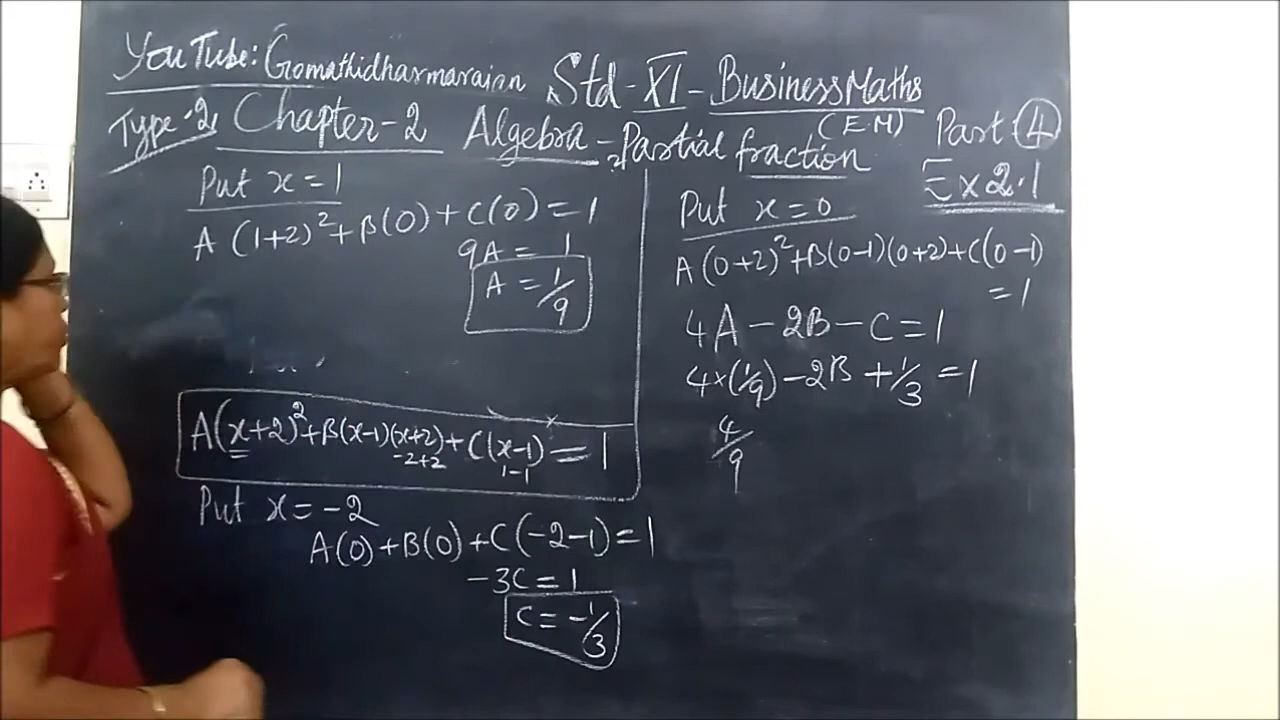 YouTube: Gomathidharmarajan Std-XI-Business Maths
Type-2, Chapter-2 Algebra - Partial fraction (E.M) Part 4
Ex 2.1
Put x=1
A(1+2)²+B(0)+C(0)=1
9A=1
A=1/9
A(x+2)²+B(x-1)(x+2)+C(x-1)=1
-2+2 1-1
Put x=-2
A(0)+B(0)+C(-2-1)=1
-3C=1
C=-1/3
Put x=0
A(0+2)²+B(0-1)(0+2)+C(0-1)
=1
4A-2B-C=1
4×(1/9)-2B+1/3=1
4/9